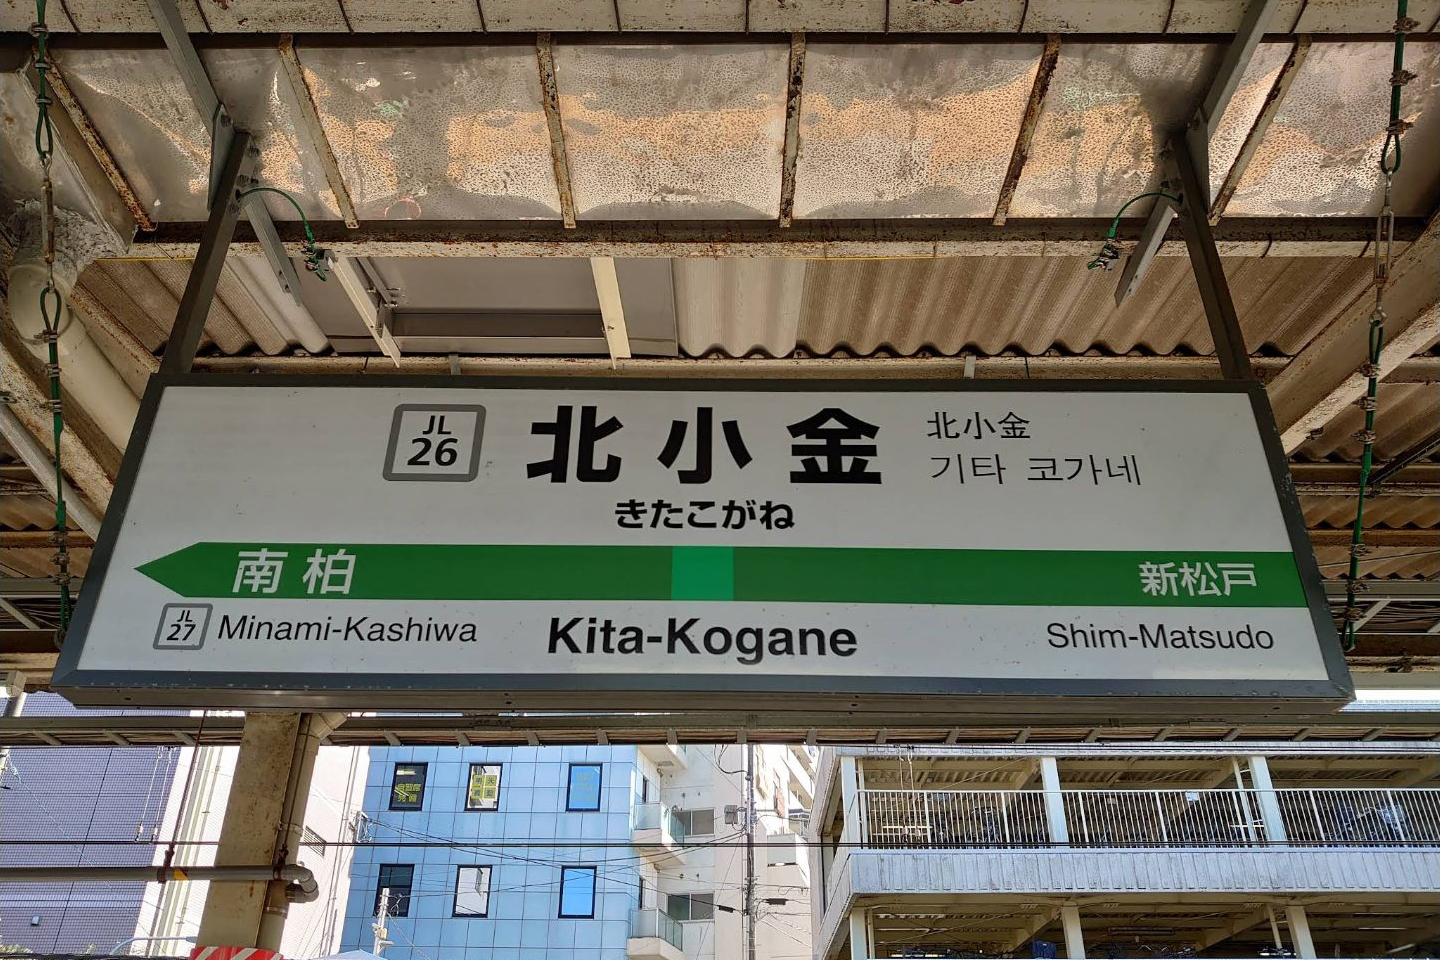 JL
26
北小金
北小金
기타 코가네
きたこがね
南柏
新松戸
JL
27
Minami-Kashiwa
Kita-Kogane
Shim-Matsudo